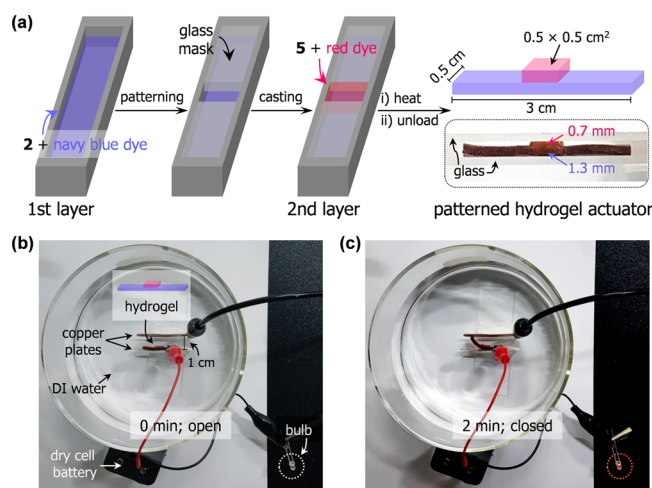 (a)
glass
mask
5 + red dye
patterning
casting
i) heat
ii) unload
2 + navy blue dye
1st layer
2nd layer
0.5 × 0.5 cm²
0.5 cm
3 cm
0.7 mm
glass
1.3 mm
patterned hydrogel actuator
(b)
hydrogel
copper
plates
1 cm
DI water
0 min; open
bulb
dry cell
battery
(c)
2 min; closed